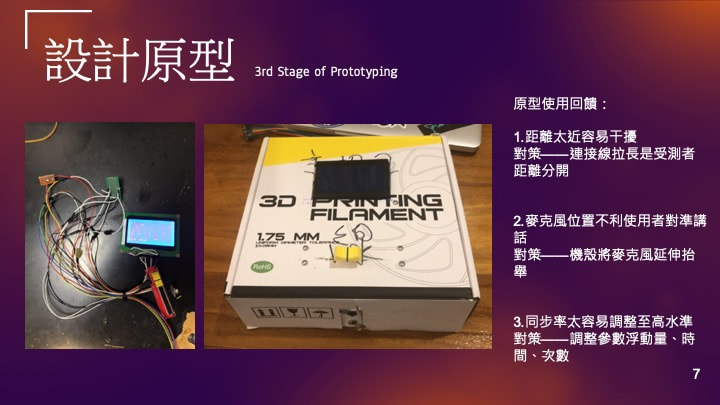 設計原型
3rd Stage of Prototyping
原型使用回饋：
1.距離太近容易干擾
對策——連接線拉長是受測者
距離分開
2.麥克風位置不利使用者對準講
話
對策——機殼將麥克風延伸抬
舉
3.同步率太容易調整至高水準
對策——調整參數浮動量、時
間、次數
3D PRINTING
FILAMENT
1.75 MM
RoHS
7